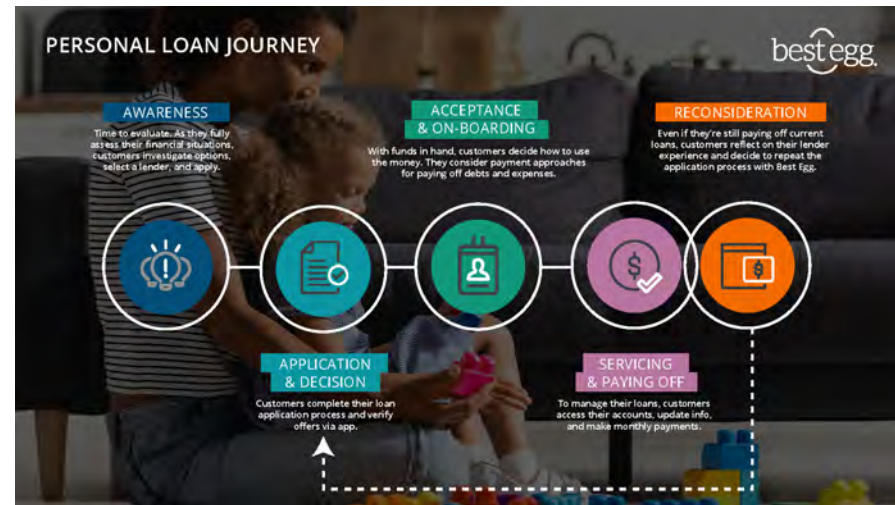 PERSONAL LOAN JOURNEY
best egg.
AWARENESS
Time to evaluate. As they fully
assess their financial situations,
customers investigate options,
select a lender, and apply.
ACCEPTANCE
& ON-BOARDING
With funds in hand, customers decide how to use
the money. They consider payment approaches
for paying off debts and expenses.
RECONSIDERATION
Even if they're still paying off current
loans, customers reflect on their lender
experience and decide to repeat the
application process with Best Egg.
$
$
APPLICATION
& DECISION
Customers complete their loan
application process and verify
offers via app.
SERVICING
& PAYING OFF
To manage their loans, customers
access their accounts, update info,
and make monthly payments.